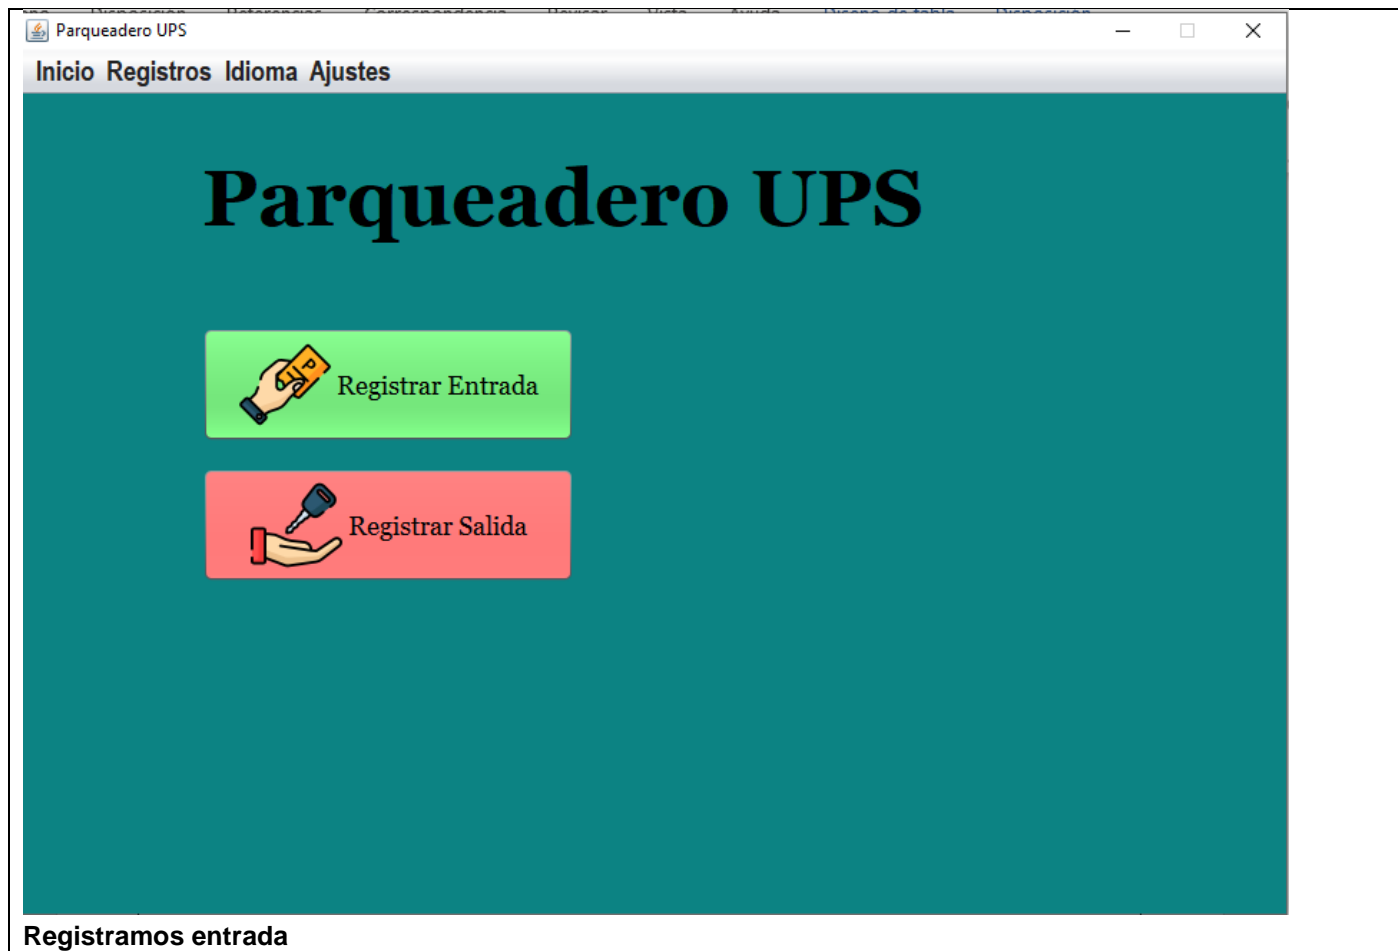 Parqueadero UPS
Inicio Registros Idioma Ajustes
Parqueadero UPS
P
Registrar Entrada
Registrar Salida
Registramos entrada